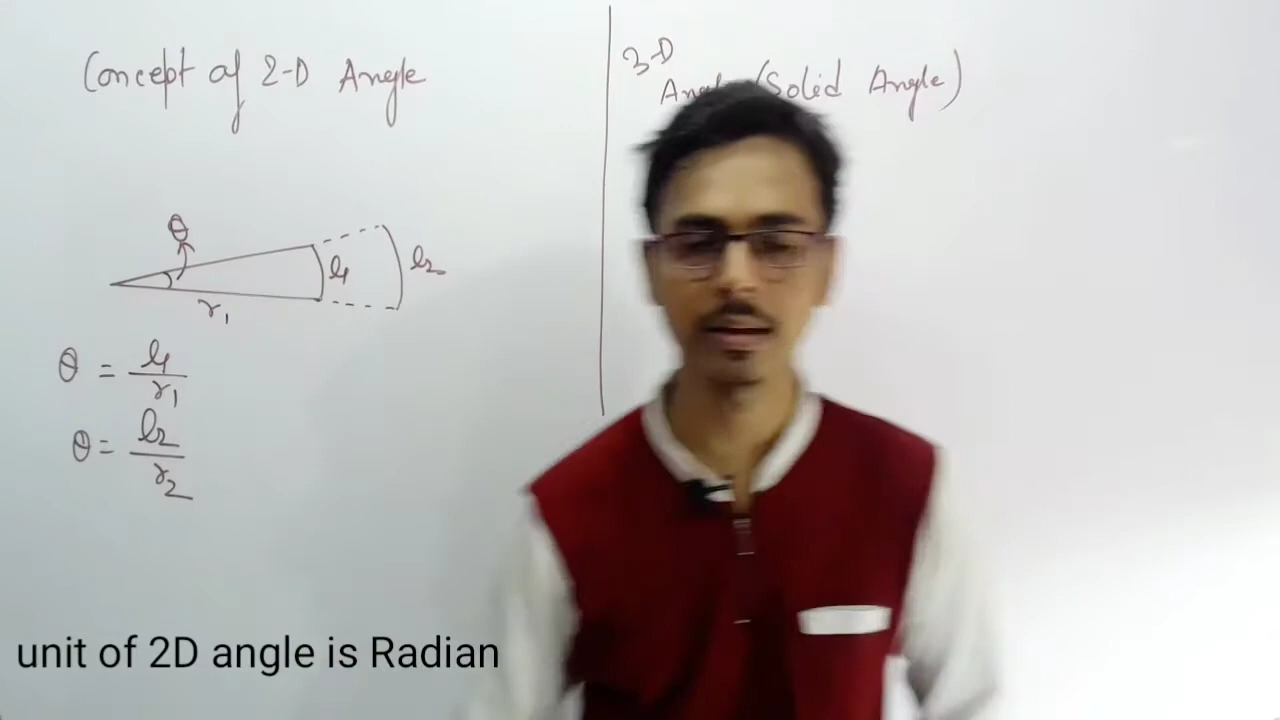 Concept of 2-D Angle
3-D
(Solid Angle)
θ
l1
l2
r1
θ = l1/r1
θ = l2/r2
unit of 2D angle is Radian